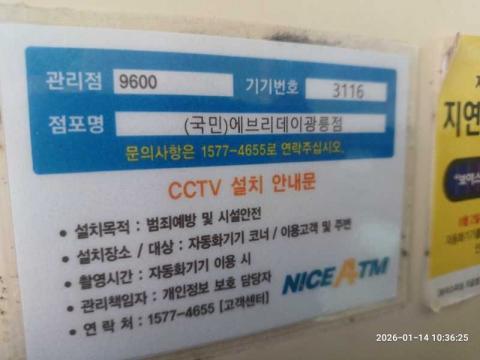 관리점 9600 기기번호 3116
점포명 (국민)에브리데이광릉점
문의사항은 1577-4655로 연락주십시오.
CCTV 설치 안내문
• 설치목적 : 범죄예방 및 시설안전
• 설치장소 / 대상 : 자동화기기 코너 / 이용고객 및 주변
• 촬영시간 : 자동화기기 이용 시
• 관리책임자 : 개인정보 보호 담당자
• 연 락 처 : 1577-4655 [고객센터]
NICE ATM
지연
자동화기기
2026-01-14 10:36:25